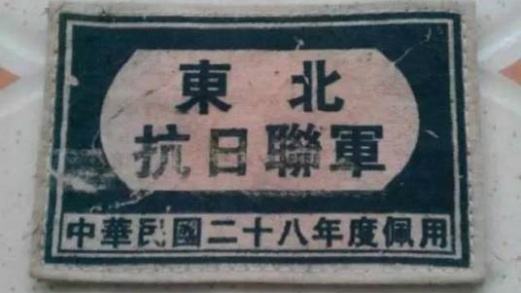 東北
抗日聯軍
中華民國二十八年度佩用